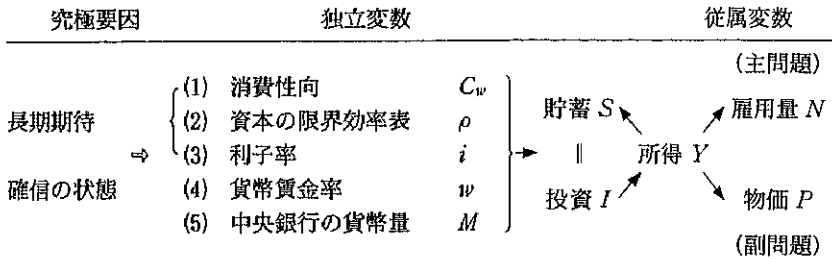 究極要因 独立変数 従属変数
(主問題)
(1) 消費性向 C_w
貯蓄 S 雇用量 N
長期期待 (2) 資本の限界効率表 ρ
⇨ (3) 利子率 i → ‖ 所得 Y
確信の状態 (4) 貨幣賃金率 w 投資 I 物価 P
(5) 中央銀行の貨幣量 M
(副問題)